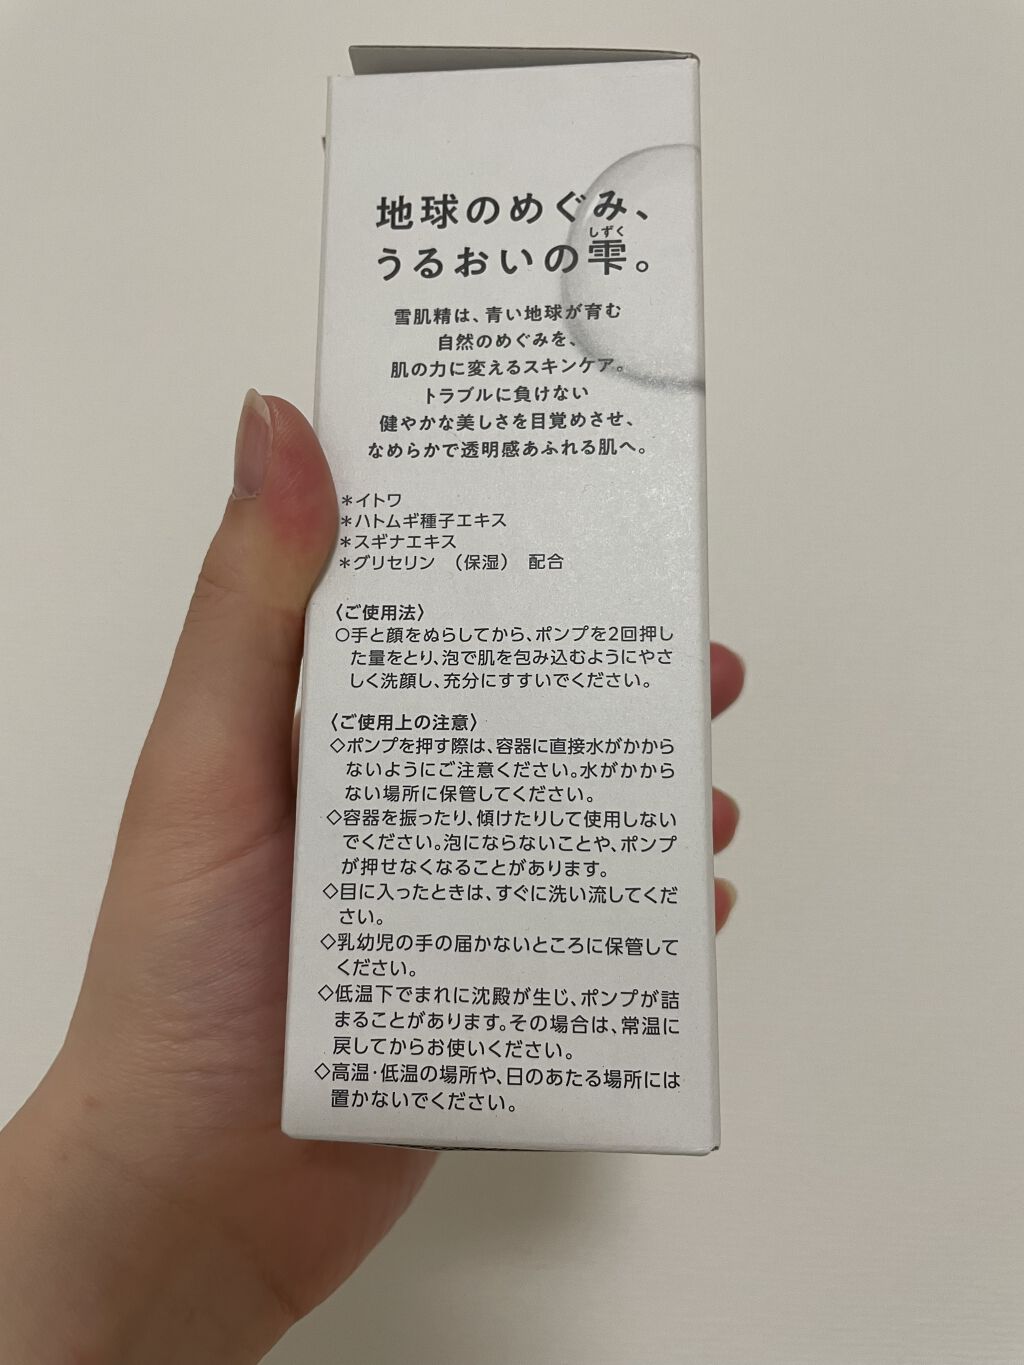 地球のめぐみ、
しずく
うるおいの雫。
雪肌精は、青い地球が育む
自然のめぐみを、
肌の力に変えるスキンケア。
トラブルに負けない
健やかな美しさを目覚めさせ、
なめらかで透明感あふれる肌へ。
＊イトワ
＊ハトムギ種子エキス
＊スギナエキス
＊グリセリン （保湿） 配合
〈ご使用法〉
○手と顔をぬらしてから、ポンプを2回押し
た量をとり、泡で肌を包み込むようにやさ
しく洗顔し、充分にすすいでください。
〈ご使用上の注意〉
◇ポンプを押す際は、容器に直接水がかから
ないようにご注意ください。水がかから
ない場所に保管してください。
◇容器を振ったり、傾けたりして使用しない
でください。泡にならないことや、ポンプ
が押せなくなることがあります。
◇目に入ったときは、すぐに洗い流してくだ
さい。
◇乳幼児の手の届かないところに保管して
ください。
◇低温下でまれに沈殿が生じ、ポンプが詰
まることがあります。その場合は、常温に
戻してからお使いください。
◇高温・低温の場所や、日のあたる場所には
置かないでください。